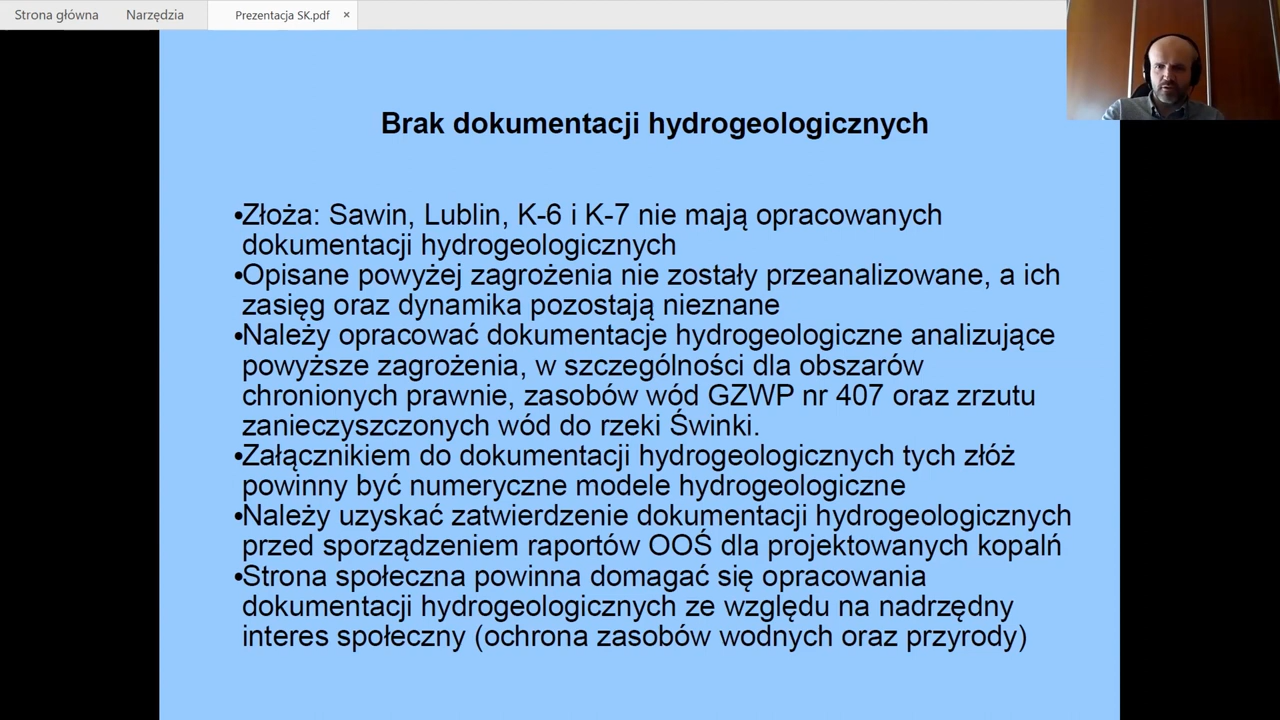 Strona główna Narzędzia Prezentacja SK.pdf ×
Brak dokumentacji hydrogeologicznych
•Złoża: Sawin, Lublin, K-6 i K-7 nie mają opracowanych
dokumentacji hydrogeologicznych
•Opisane powyżej zagrożenia nie zostały przeanalizowane, a ich
zasięg oraz dynamika pozostają nieznane
•Należy opracować dokumentacje hydrogeologiczne analizujące
powyższe zagrożenia, w szczególności dla obszarów
chronionych prawnie, zasobów wód GZWP nr 407 oraz zrzutu
zanieczyszczonych wód do rzeki Świnki.
•Załącznikiem do dokumentacji hydrogeologicznych tych złóż
powinny być numeryczne modele hydrogeologiczne
•Należy uzyskać zatwierdzenie dokumentacji hydrogeologicznych
przed sporządzeniem raportów OOŚ dla projektowanych kopalń
•Strona społeczna powinna domagać się opracowania
dokumentacji hydrogeologicznych ze względu na nadrzędny
interes społeczny (ochrona zasobów wodnych oraz przyrody)